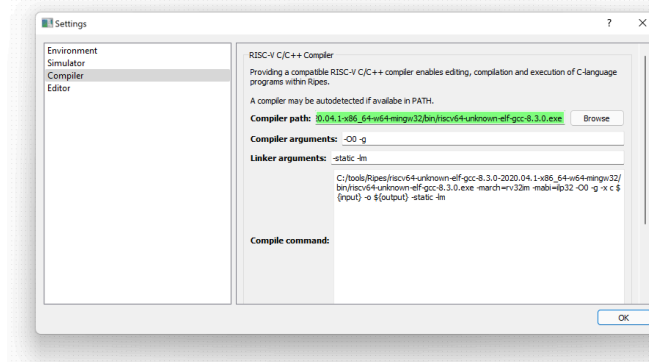 Settings
?
Environment
Simulator
Compiler
Editor
RISC-V C/C++ Compiler
Providing a compatible RISC-V C/C++ compiler enables editing, compilation and execution of C-language
programs within Ripes.
A compiler may be autodetected if availabe in PATH.
Compiler path: 20.04.1-x86_64-w64-mingw32/bin/riscv64-unknown-elf-gcc-8.3.0.exe Browse
Compiler arguments: -O0 -g
Linker arguments: -static -lm
C:/tools/Ripes/riscv64-unknown-elf-gcc-8.3.0-2020.04.1-x86_64-w64-mingw32/
bin/riscv64-unknown-elf-gcc-8.3.0.exe -march=rv32im -mabi=ilp32 -O0 -g -x c $
{input} -o ${output} -static -lm
Compile command:
OK